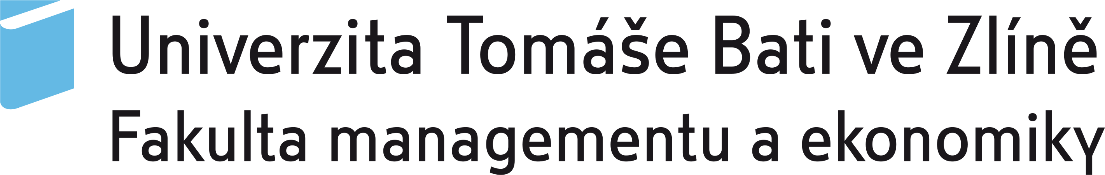 Univerzita Tomáše Bati ve Zlíně
Fakulta managementu a ekonomiky